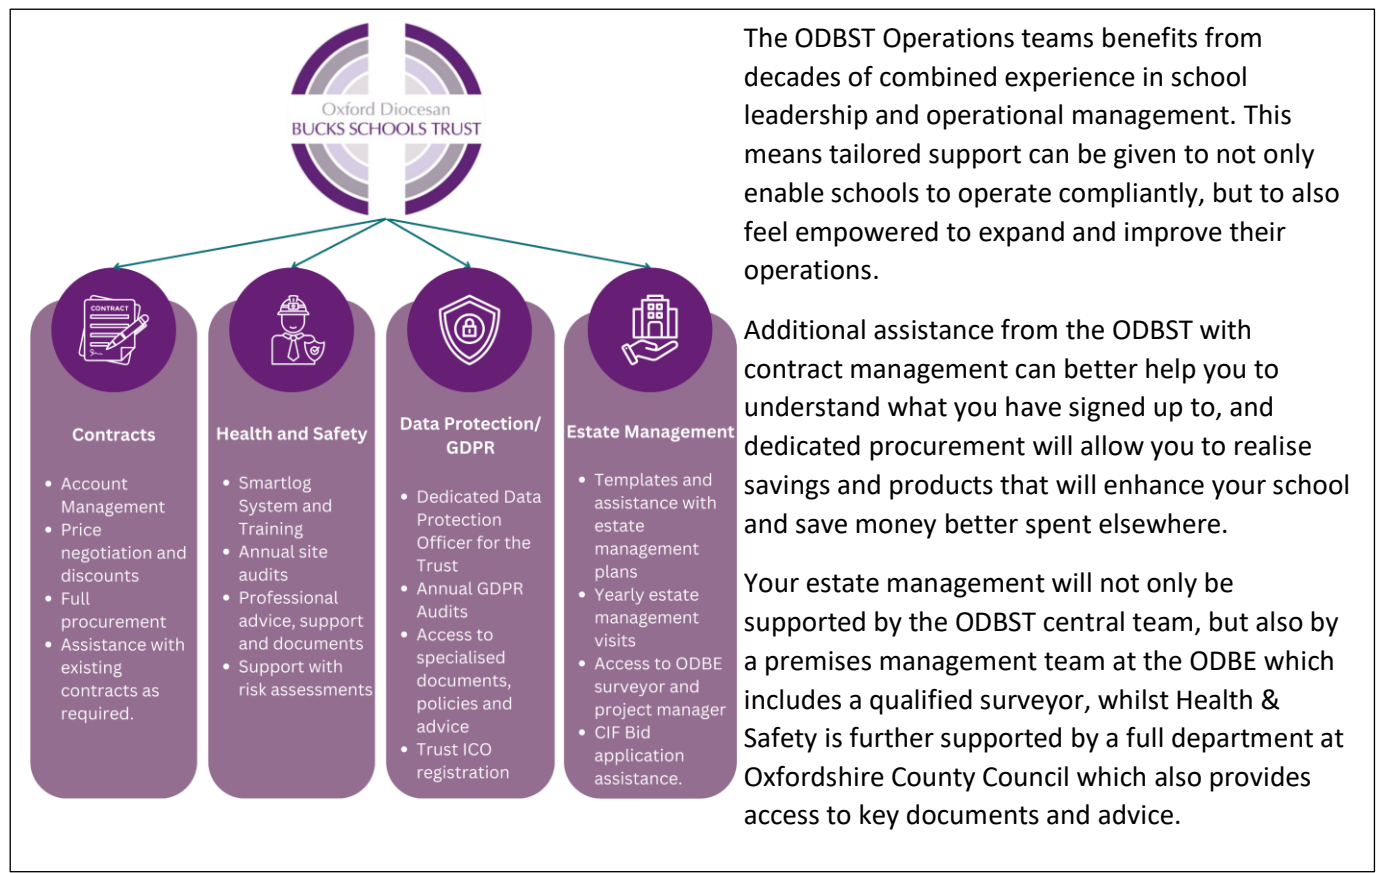 Oxford Diocesan
BUCKS SCHOOLS TRUST
CONTRACT
Contracts
• Account
Management
• Price
negotiation and
discounts
• Full
procurement
• Assistance with
existing
contracts as
required.
Health and Safety
• Smartlog
System and
Training
• Annual site
audits
• Professional
advice, support
and documents
• Support with
risk assessments
Data Protection/
GDPR
• Dedicated Data
Protection
Officer for the
Trust
• Annual GDPR
Audits
• Access to
specialised
documents,
policies and
advice
• Trust ICO
registration
Estate Management
• Templates and
assistance with
estate
management
plans
• Yearly estate
management
visits
• Access to ODBE
surveyor and
project manager
• CIF Bid
application
assistance.
The ODBST Operations teams benefits from
decades of combined experience in school
leadership and operational management. This
means tailored support can be given to not only
enable schools to operate compliantly, but to also
feel empowered to expand and improve their
operations.
Additional assistance from the ODBST with
contract management can better help you to
understand what you have signed up to, and
dedicated procurement will allow you to realise
savings and products that will enhance your school
and save money better spent elsewhere.
Your estate management will not only be
supported by the ODBST central team, but also by
a premises management team at the ODBE which
includes a qualified surveyor, whilst Health &
Safety is further supported by a full department at
Oxfordshire County Council which also provides
access to key documents and advice.